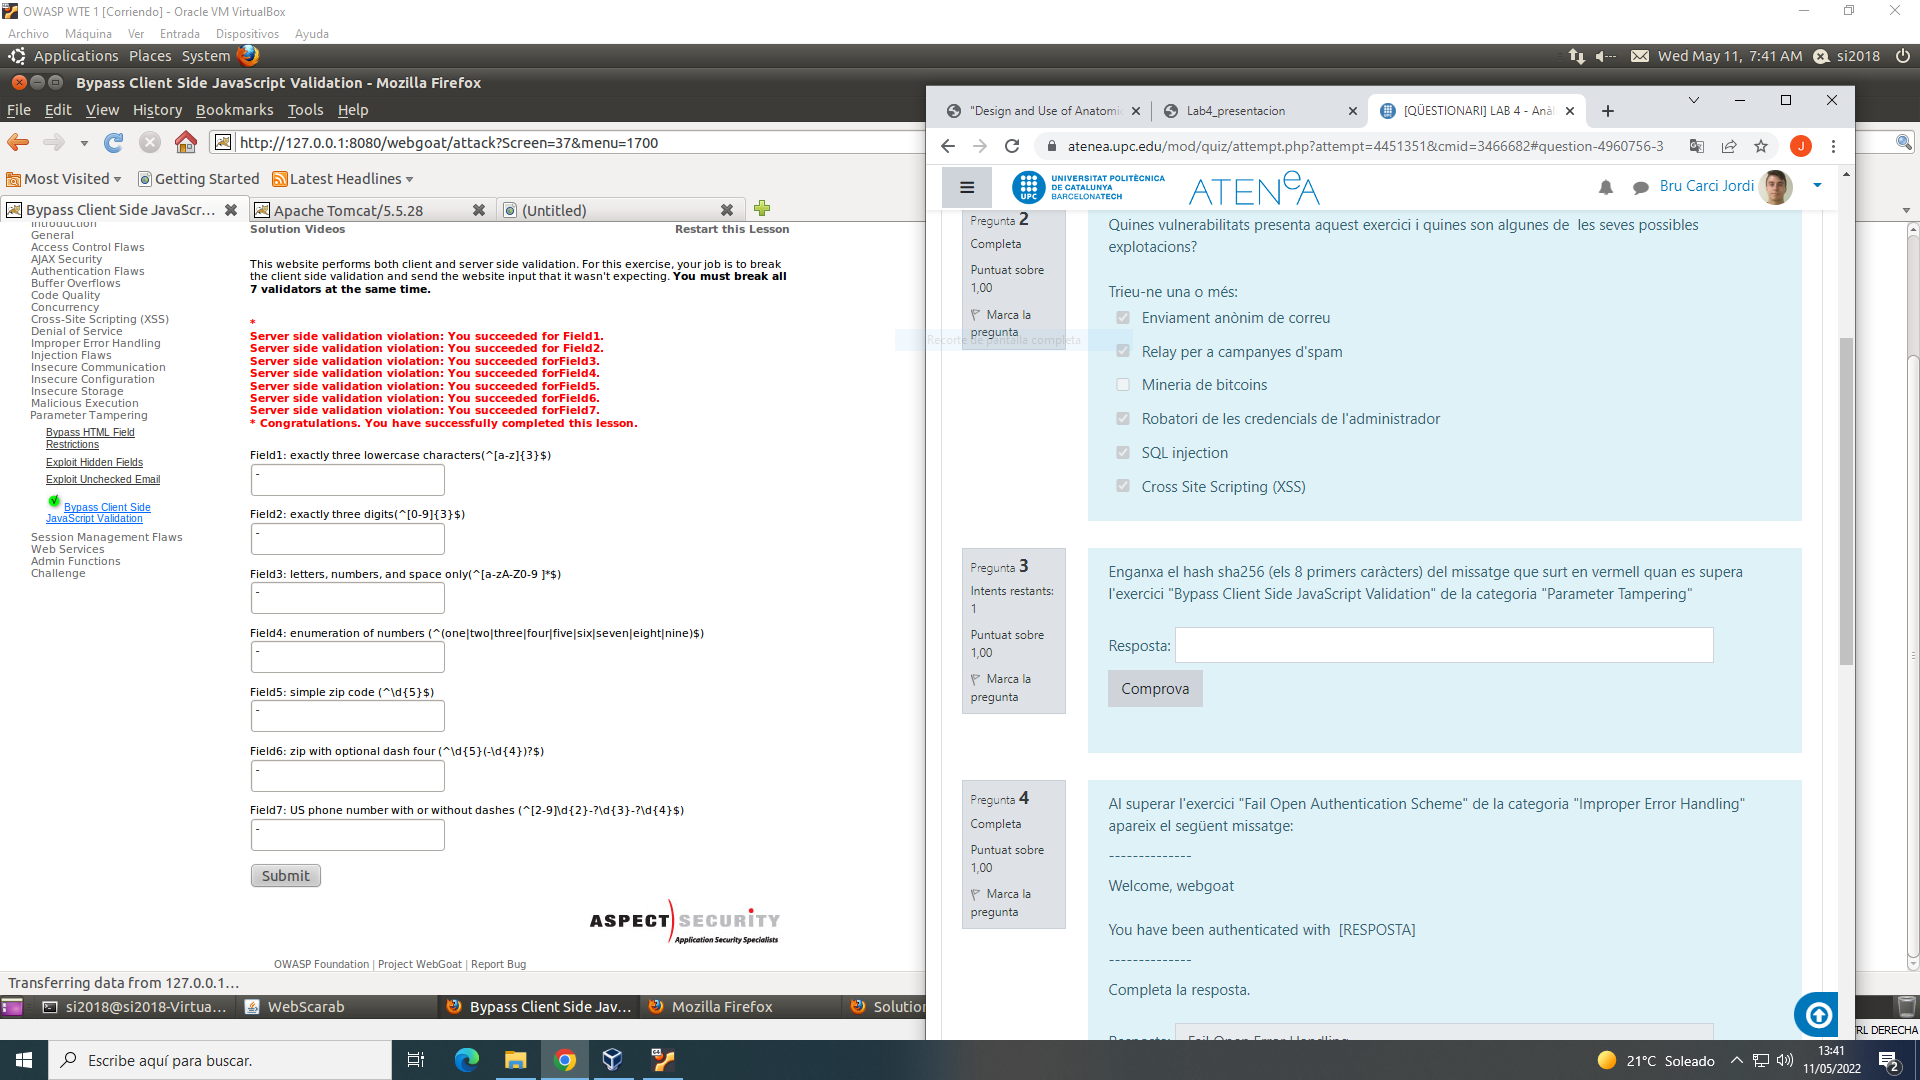 OWASP WTE 1 [Corriendo] - Oracle VM VirtualBox
Archivo Máquina Ver Entrada Dispositivos Ayuda
Applications Places System
Wed May 11, 7:41 AM si2018
Bypass Client Side JavaScript Validation - Mozilla Firefox
File Edit View History Bookmarks Tools Help
http://127.0.0.1:8080/webgoat/attack?Screen=37&menu=1700
Most Visited Getting Started Latest Headlines
Bypass Client Side JavaScr... Apache Tomcat/5.5.28 (Untitled)
Introduction
General
Access Control Flaws
AJAX Security
Authentication Flaws
Buffer Overflows
Code Quality
Concurrency
Cross-Site Scripting (XSS)
Denial of Service
Improper Error Handling
Injection Flaws
Insecure Communication
Insecure Configuration
Insecure Storage
Malicious Execution
Parameter Tampering
Bypass HTML Field
Restrictions
Exploit Hidden Fields
Exploit Unchecked Email
Bypass Client Side
JavaScript Validation
Session Management Flaws
Web Services
Admin Functions
Challenge
Solution Videos Restart this Lesson
This website performs both client and server side validation. For this exercise, your job is to break
the client side validation and send the website input that it wasn't expecting. You must break all
7 validators at the same time.
*
Server side validation violation: You succeeded for Field1.
Server side validation violation: You succeeded for Field2.
Server side validation violation: You succeeded forField3.
Server side validation violation: You succeeded forField4.
Server side validation violation: You succeeded forField5.
Server side validation violation: You succeeded forField6.
Server side validation violation: You succeeded forField7.
* Congratulations. You have successfully completed this lesson.
Field1: exactly three lowercase characters(^[a-z]{3}$)
-
Field2: exactly three digits(^[0-9]{3}$)
-
Field3: letters, numbers, and space only(^[a-zA-Z0-9 ]*$)
-
Field4: enumeration of numbers (^(one|two|three|four|five|six|seven|eight|nine)$)
-
Field5: simple zip code (^\d{5}$)
-
Field6: zip with optional dash four (^\d{5}(-\d{4})?$)
-
Field7: US phone number with or without dashes (^[2-9]\d{2}-?\d{3}-?\d{4}$)
-
Submit
ASPECT SECURITY
Application Security Specialists
OWASP Foundation | Project WebGoat | Report Bug
Transferring data from 127.0.0.1...
si2018@si2018-Virtua... WebScarab Bypass Client Side Jav... Mozilla Firefox Solution
"Design and Use of Anatomi Lab4_presentacion [QÜESTIONARI] LAB 4 - Anàl
atenea.upc.edu/mod/quiz/attempt.php?attempt=4451351&cmid=3466682#question-4960756-3
J
UPC
UNIVERSITAT POLITÈCNICA
DE CATALUNYA
BARCELONATECH
ATENeA
Bru Carci Jordi
Pregunta 2
Completa
Puntuat sobre
1,00
Marca la
pregunta
Recorte de pantalla completa
Quines vulnerabilitats presenta aquest exercici i quines son algunes de les seves possibles
explotacions?
Trieu-ne una o més:
Enviament anònim de correu
Relay per a campanyes d'spam
Mineria de bitcoins
Robatori de les credencials de l'administrador
SQL injection
Cross Site Scripting (XSS)
Pregunta 3
Intents restants:
1
Puntuat sobre
1,00
Marca la
pregunta
Enganxa el hash sha256 (els 8 primers caràcters) del missatge que surt en vermell quan es supera
l'exercici "Bypass Client Side JavaScript Validation" de la categoria "Parameter Tampering"
Resposta:
Comprova
Pregunta 4
Completa
Puntuat sobre
1,00
Marca la
pregunta
Al superar l'exercici "Fail Open Authentication Scheme" de la categoria "Improper Error Handling"
apareix el següent missatge:
--------------
Welcome, webgoat
You have been authenticated with [RESPOSTA]
--------------
Completa la resposta.
Resposta: Fail Open Error Handling
CTRL DERECHA
Escribe aquí para buscar.
21°C Soleado
13:41
11/05/2022
2